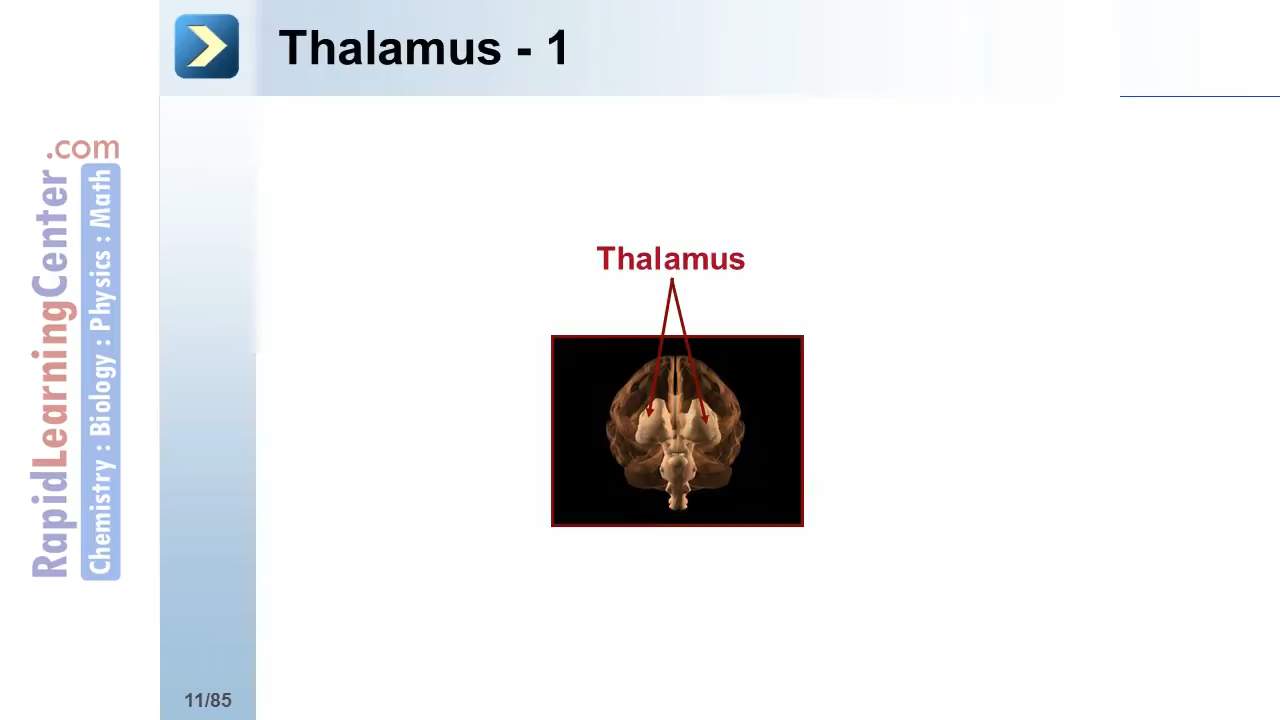 Thalamus - 1
.com
RapidLearningCenter
Chemistry : Biology : Physics : Math
Thalamus
11/85